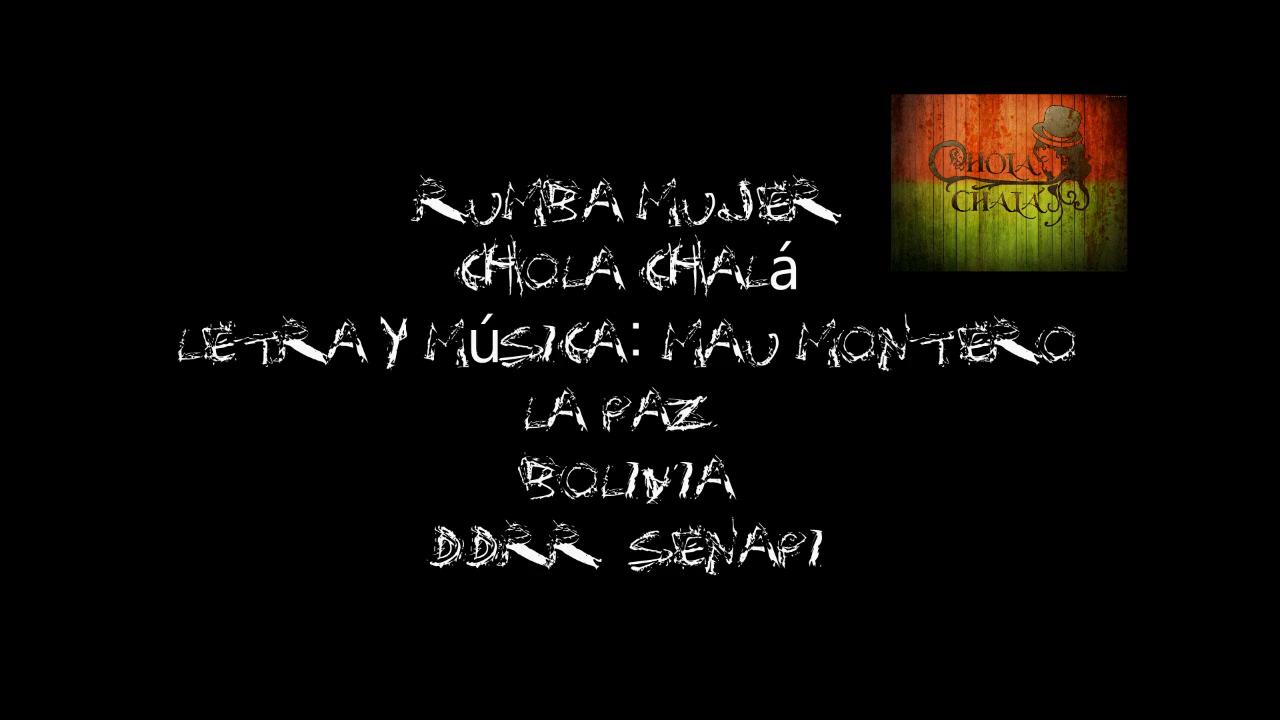 RUMBA MUJER
CHOLA CHALá
LETRA Y MúSICA: MAU MONTERO
LA PAZ
BOLIVIA
DDRR SENAPI
CHOLA
CHALÁ